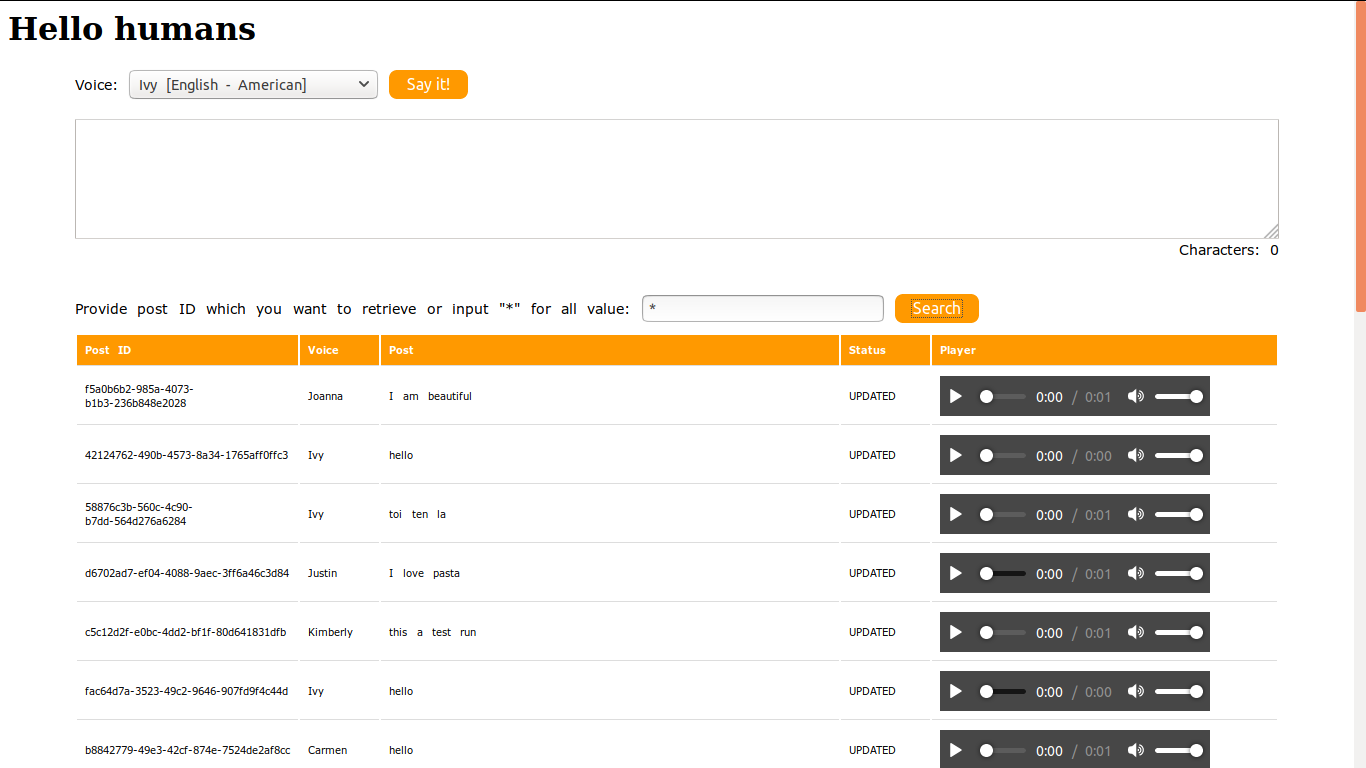 Hello humans
Voice: Ivy [English - American] Say it!
Characters: 0
Provide post ID which you want to retrieve or input "*" for all value: * Search
Post ID Voice Post Status Player
f5a0b6b2-985a-4073-
b1b3-236b848e2028 Joanna I am beautiful UPDATED 0:00 / 0:01
42124762-490b-4573-8a34-1765aff0ffc3 Ivy hello UPDATED 0:00 / 0:00
58876c3b-560c-4c90-
b7dd-564d276a6284 Ivy toi ten la UPDATED 0:00 / 0:01
d6702ad7-ef04-4088-9aec-3ff6a46c3d84 Justin I love pasta UPDATED 0:00 / 0:01
c5c12d2f-e0bc-4dd2-bf1f-80d641831dfb Kimberly this a test run UPDATED 0:00 / 0:01
fac64d7a-3523-49c2-9646-907fd9f4c44d Ivy hello UPDATED 0:00 / 0:00
b8842779-49e3-42cf-874e-7524de2af8cc Carmen hello UPDATED 0:00 / 0:01